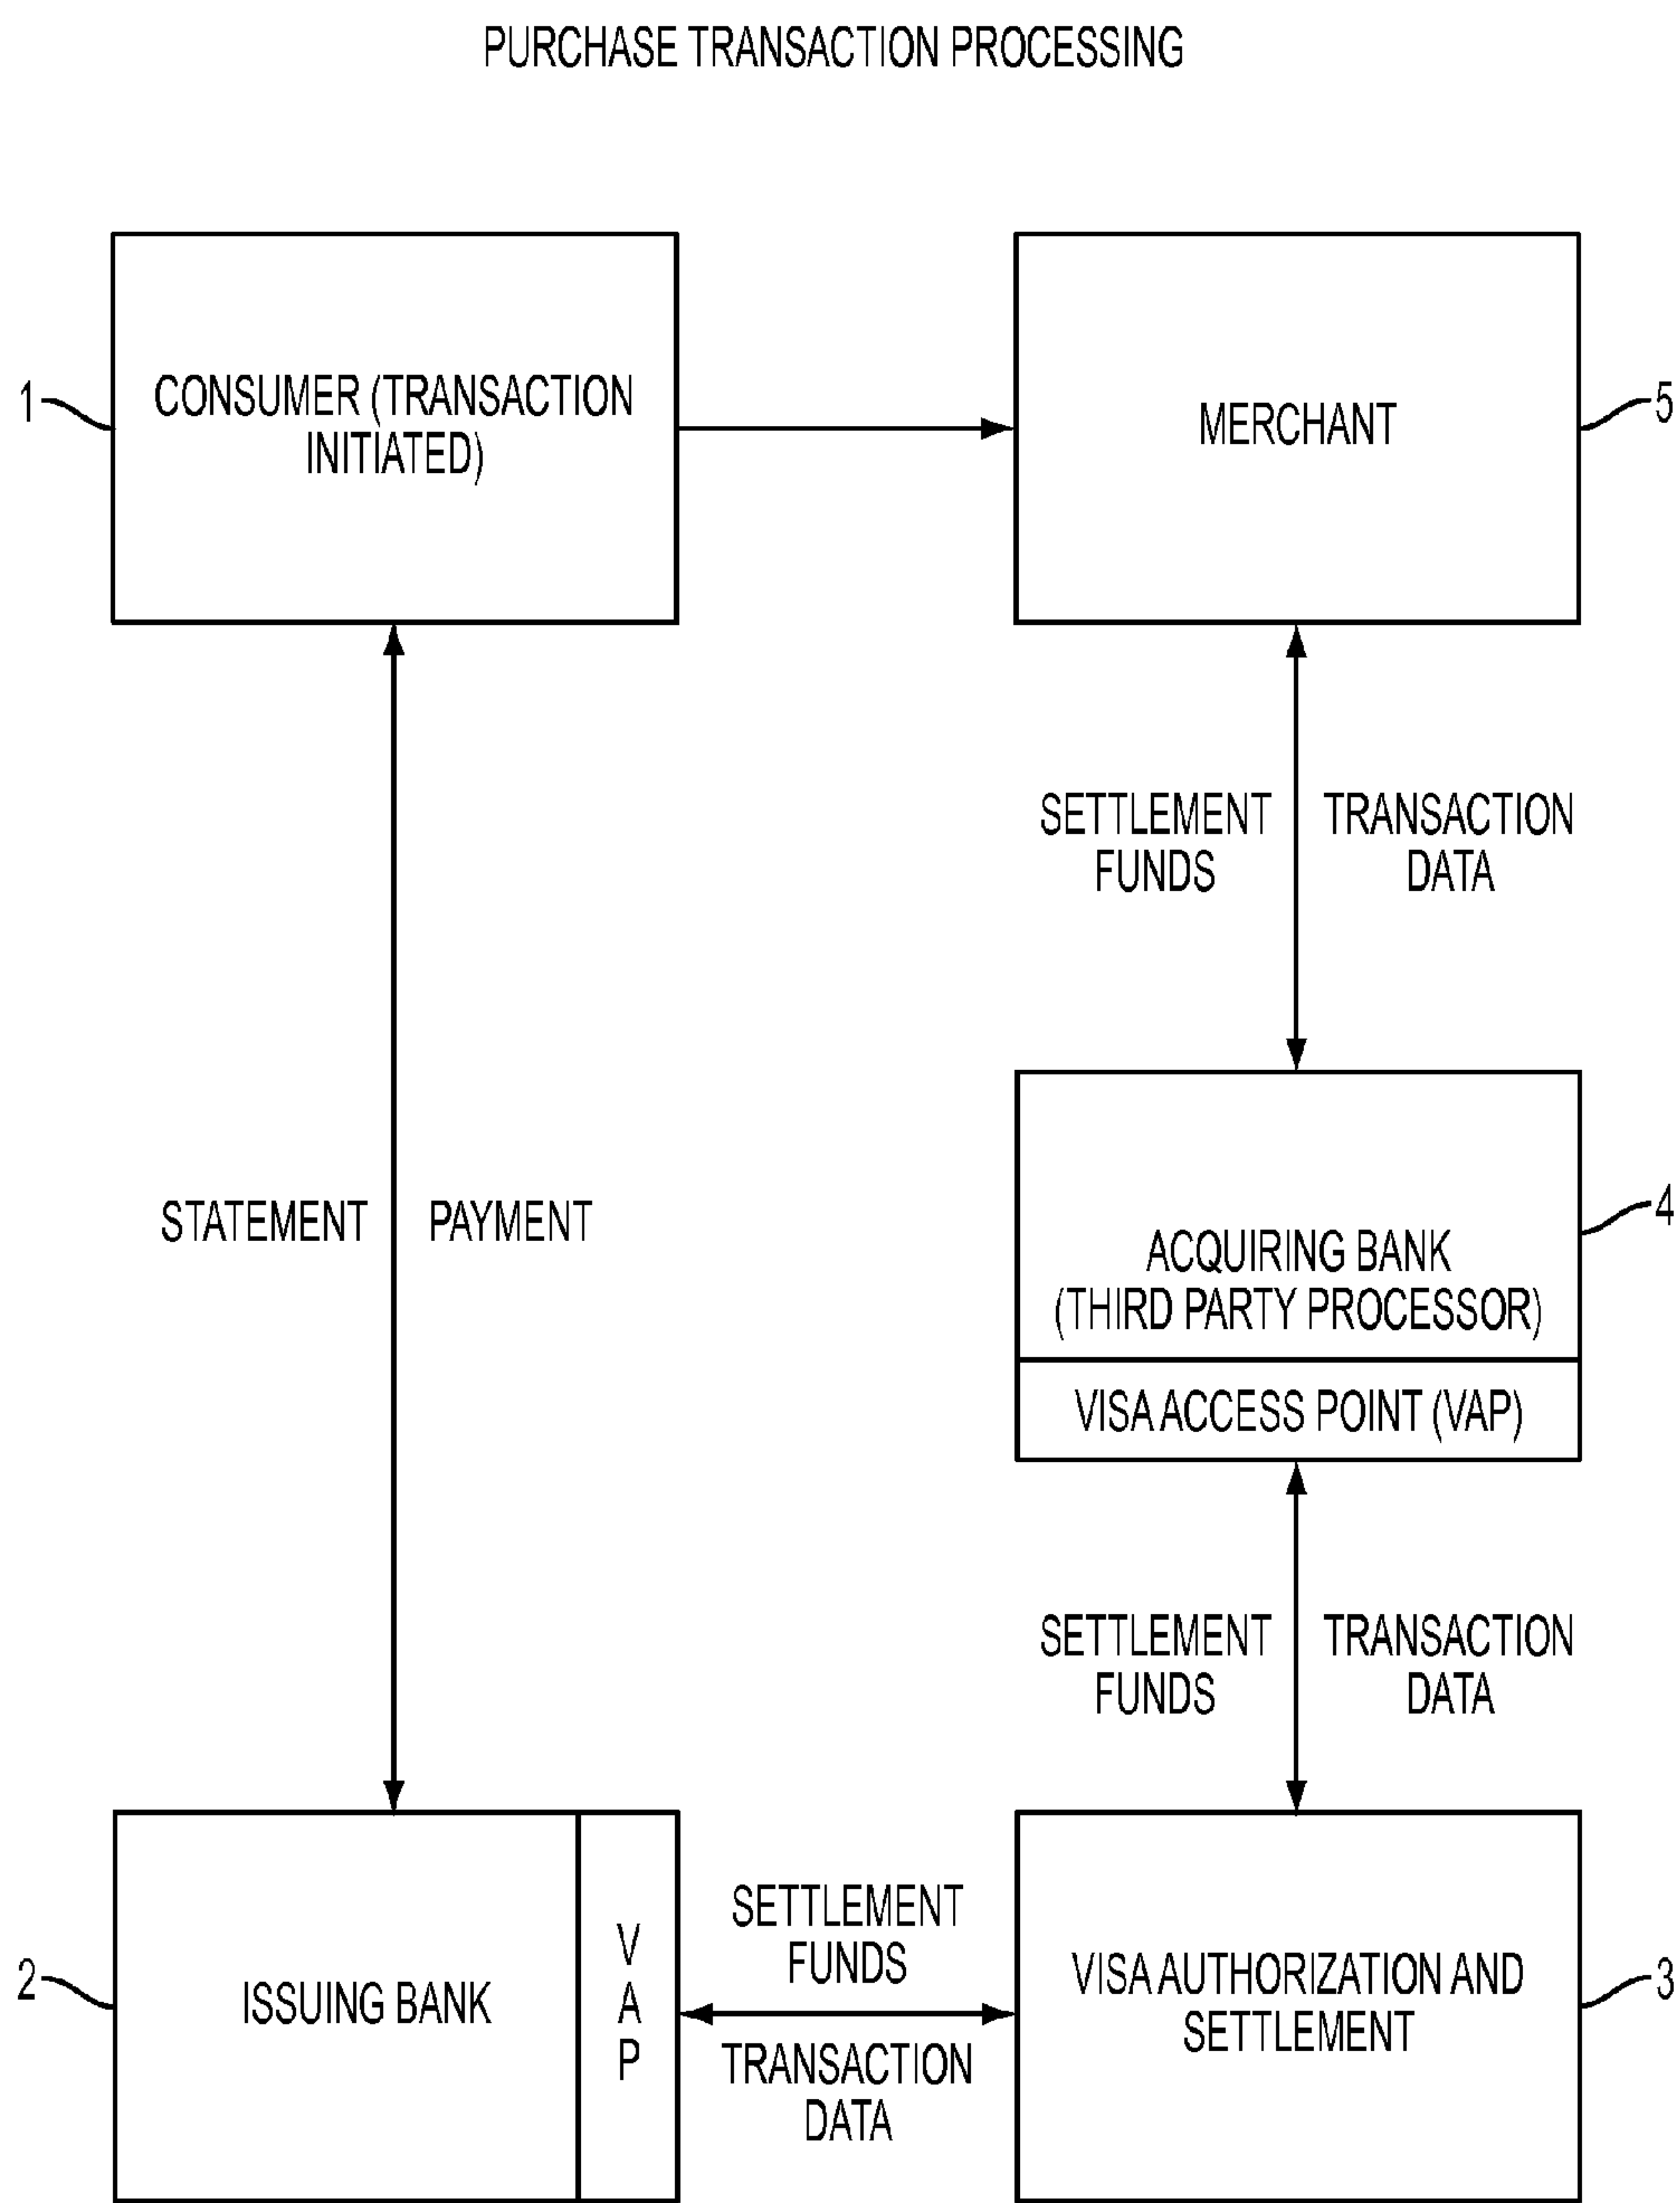 PURCHASE TRANSACTION PROCESSING
1
CONSUMER (TRANSACTION
INITIATED)
MERCHANT
5
SETTLEMENT
FUNDS
TRANSACTION
DATA
STATEMENT
PAYMENT
ACQUIRING BANK
(THIRD PARTY PROCESSOR)
VISA ACCESS POINT (VAP)
4
SETTLEMENT
FUNDS
TRANSACTION
DATA
2
ISSUING BANK
V
A
P
SETTLEMENT
FUNDS
TRANSACTION
DATA
VISA AUTHORIZATION AND
SETTLEMENT
3